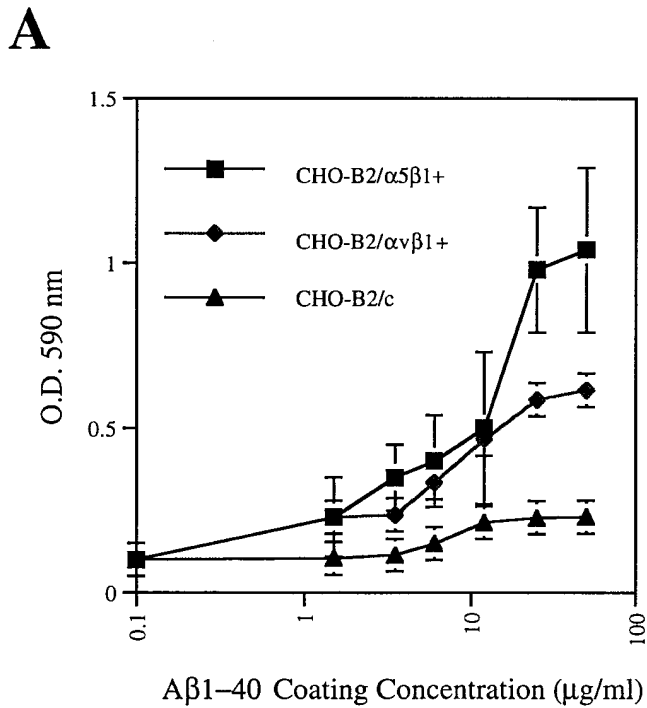 A
1.5
CHO-B2/α5β1+
CHO-B2/αvβ1+
1
CHO-B2/c
O.D. 590 nm
0.5
0
0.1
1
10
100
Aβ1–40 Coating Concentration (μg/ml)